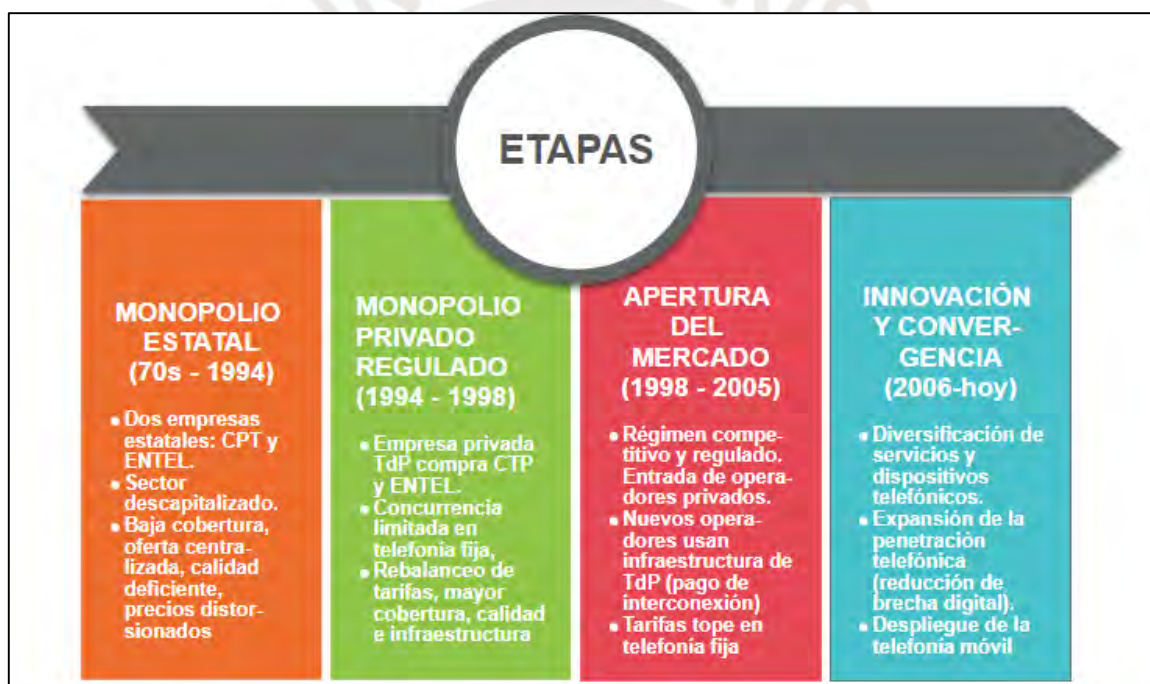 ETAPAS
MONOPOLIO
ESTATAL
(70s - 1994)
• Dos empresas
estatales: CPT y
ENTEL.
• Sector
descapitalizado.
• Baja cobertura,
oferta centra-
lizada, calidad
deficiente,
precios distor-
sionados
MONOPOLIO
PRIVADO
REGULADO
(1994 - 1998)
• Empresa privada
TdP compra CTP
y ENTEL.
• Concurrencia
limitada en
telefonía fija,
• Rebalanceo de
tarifas, mayor
cobertura, calidad
e infraestructura
APERTURA
DEL
MERCADO
(1998 - 2005)
• Régimen compe-
titivo y regulado.
Entrada de opera-
dores privados.
• Nuevos opera-
dores usan
infraestructura de
TdP (pago de
interconexión)
• Tarifas tope en
telefonía fija
INNOVACIÓN
Y CONVER-
GENCIA
(2006-hoy)
• Diversificación de
servicios y
dispositivos
telefónicos.
• Expansión de la
penetración
telefónica
(reducción de
brecha digital).
• Despliegue de la
telefonía móvil